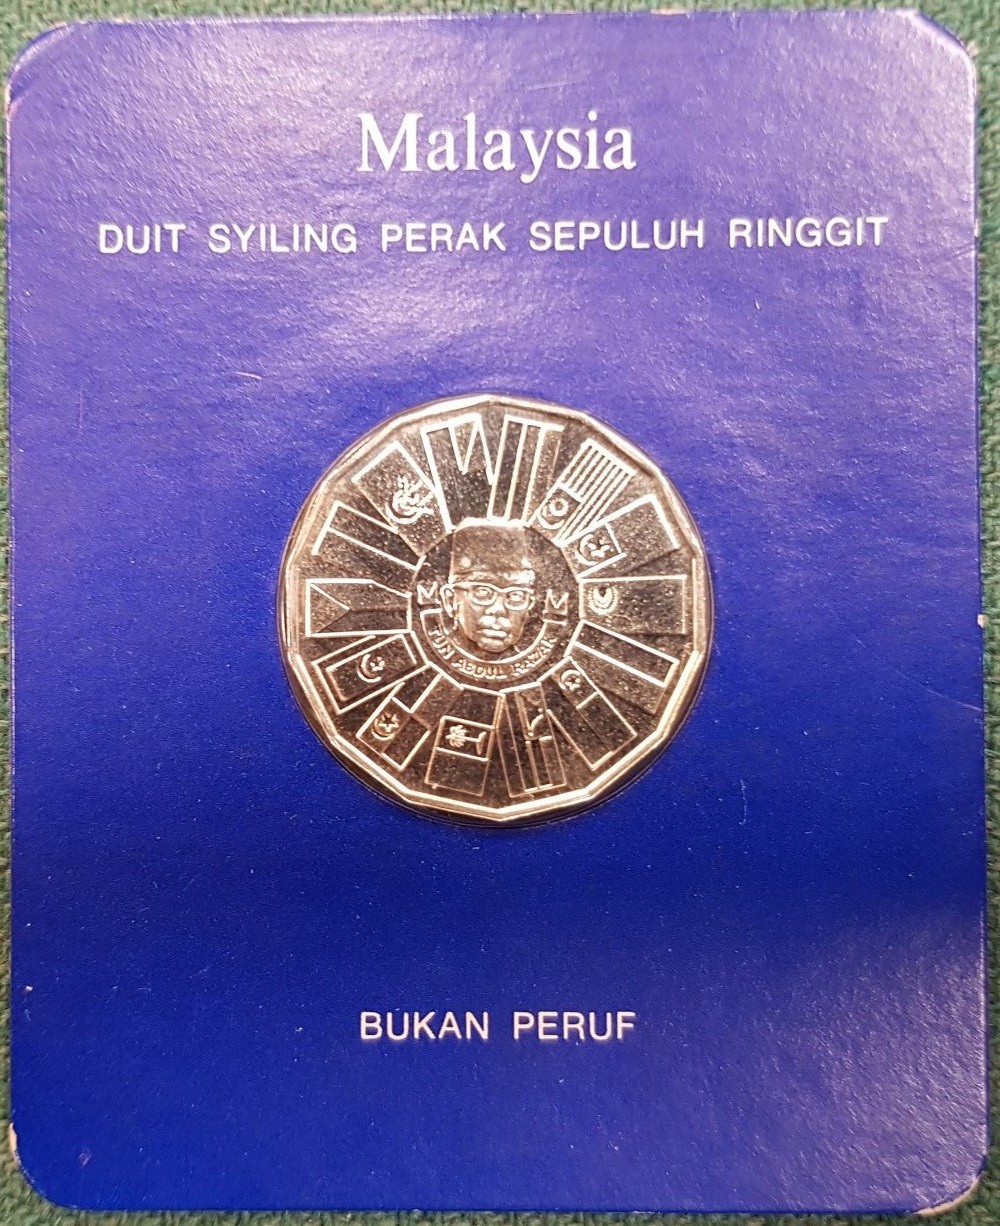 Malaysia
DUIT SYILING PERAK SEPULUH RINGGIT
M M
TUN ABDUL RAZAK
BUKAN PERUF